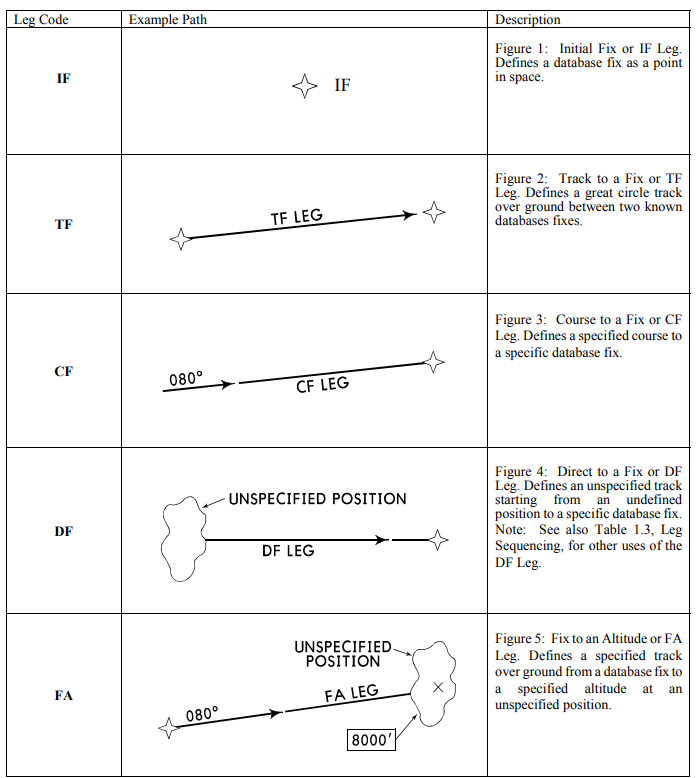 Leg Code Example Path Description
IF
IF
Figure 1: Initial Fix or IF Leg.
Defines a database fix as a point
in space.
TF
TF LEG
Figure 2: Track to a Fix or TF
Leg. Defines a great circle track
over ground between two known
databases fixes.
CF
080°
CF LEG
Figure 3: Course to a Fix or CF
Leg. Defines a specified course to
a specific database fix.
DF
UNSPECIFIED POSITION
DF LEG
Figure 4: Direct to a Fix or DF
Leg. Defines an unspecified track
starting from an undefined
position to a specific database fix.
Note: See also Table 1.3, Leg
Sequencing, for other uses of the
DF Leg.
FA
080°
FA LEG
UNSPECIFIED
POSITION
8000'
Figure 5: Fix to an Altitude or FA
Leg. Defines a specified track
over ground from a database fix to
a specified altitude at an
unspecified position.